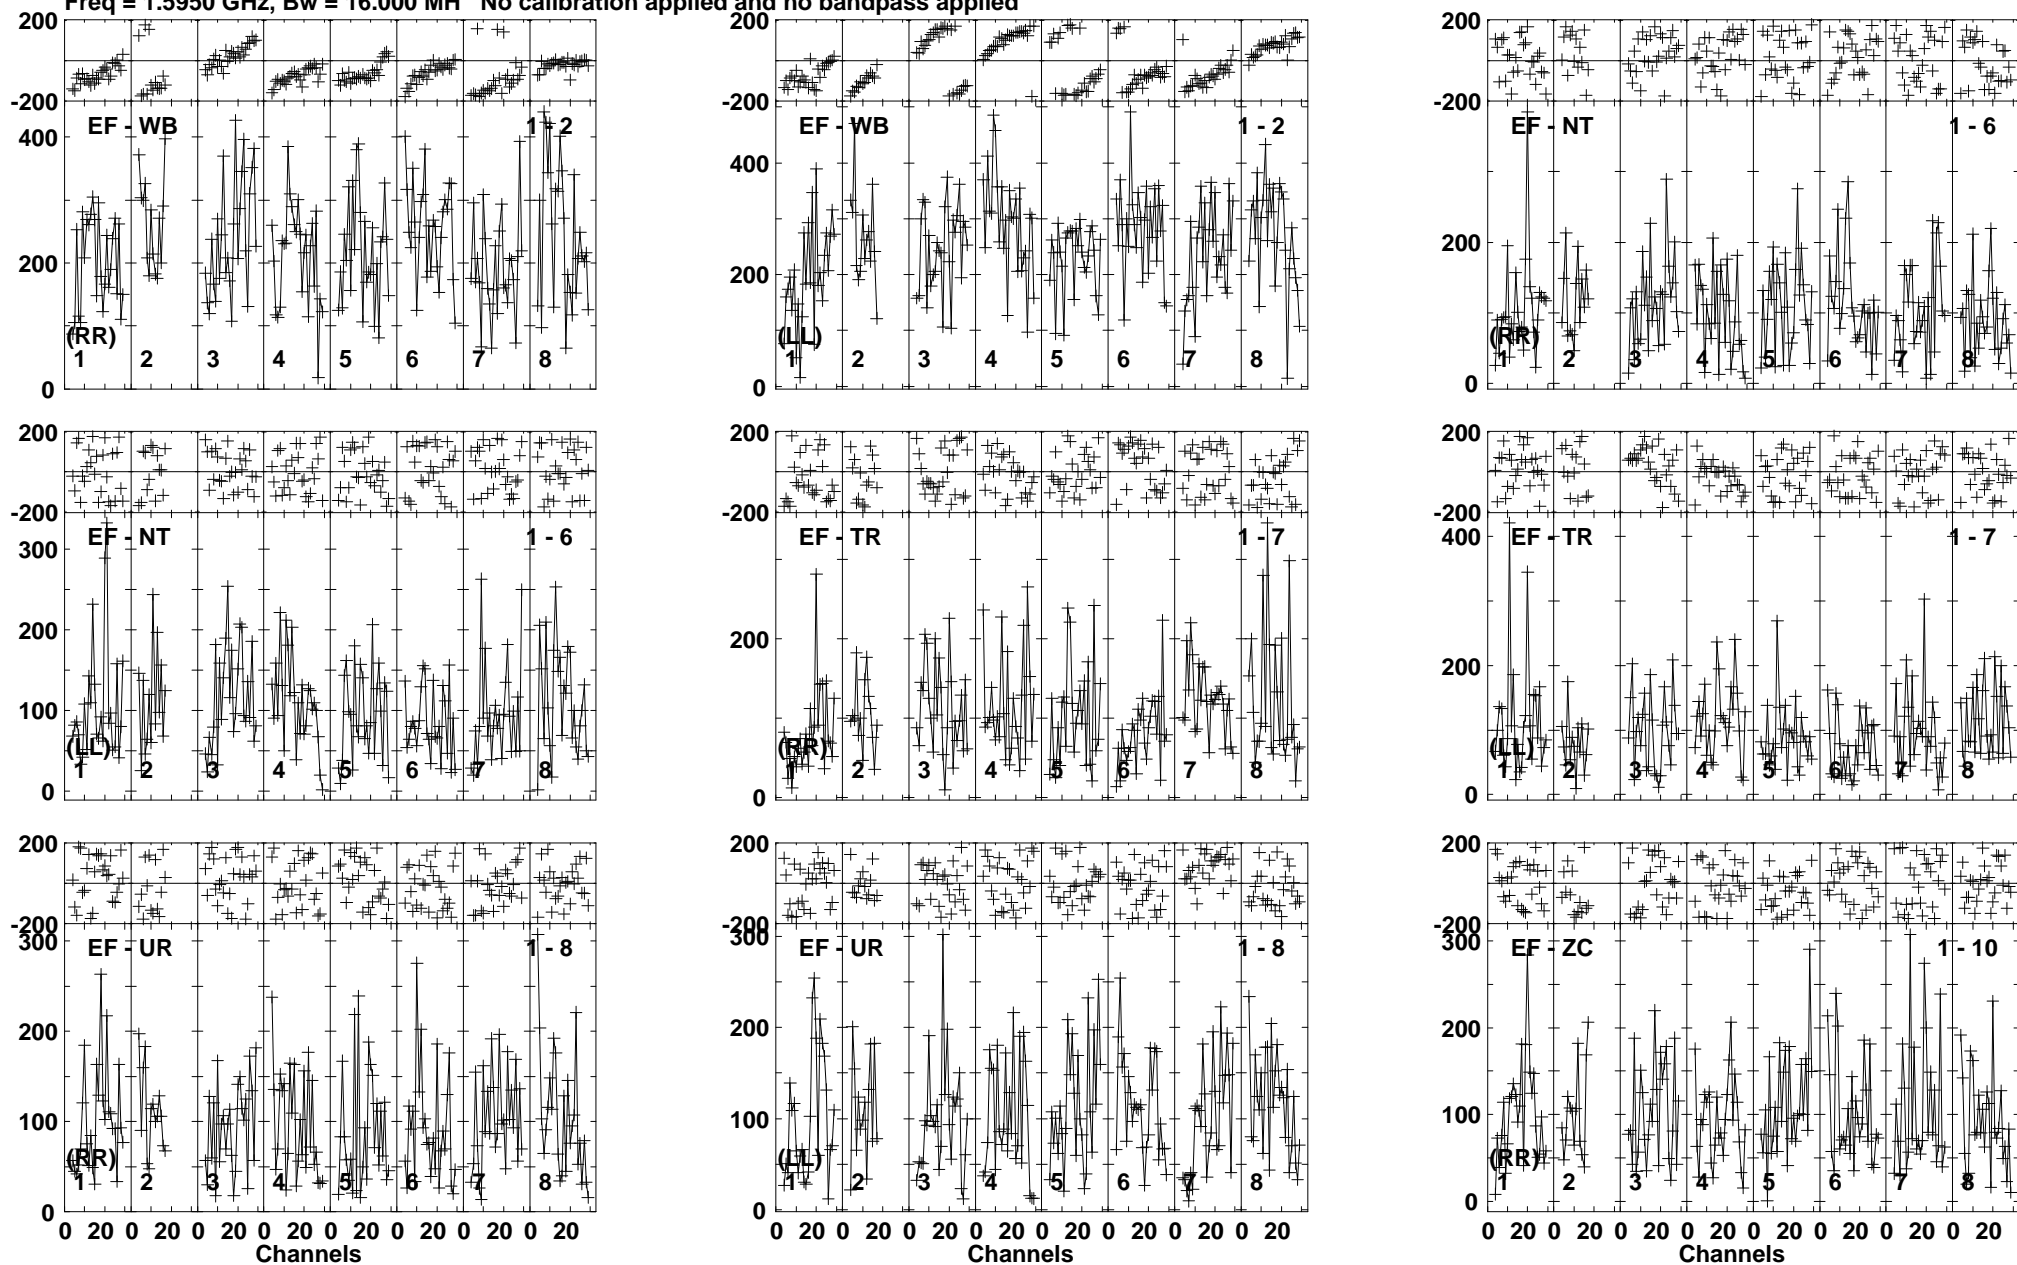 Freq = 1.5950 GHz, Bw = 16.000 MH No calibration applied and no bandpass applied
200 200 200
-200 -200 -200
EF - WB 1 - 2 EF - WB 1 - 2 EF - NT 1 - 6
400 400
200 200 200
(RR) (LL) (RR)
1 2 3 4 5 6 7 8 1 2 3 4 5 6 7 8 1 2 3 4 5 6 7 8
0 0 0
200 200 200
-200 -200 -200
EF - NT 1 - 6 EF - TR 1 - 7 EF - TR 1 - 7
300 400
200 200 200
100
(LL) (RR) (LL)
1 2 3 4 5 6 7 8 1 2 3 4 5 6 7 8 1 2 3 4 5 6 7 8
0 0 0
200 200 200
-200 -200 -200
300 EF - UR 1 - 8 300 EF - UR 1 - 8 300 EF - ZC 1 - 10
200 200 200
100 100 100
(RR) (LL) (RR)
1 2 3 4 5 6 7 8 1 2 3 4 5 6 7 8 1 2 3 4 5 6 7 8
0 0 0
0 20 0 20 0 20 0 20 0 20 0 20 0 20 0 20 0 20 0 20 0 20 0 20 0 20 0 20 0 20 0 20 0 20 0 20 0 20 0 20 0 20 0 20 0 20 0 20
Channels Channels Channels